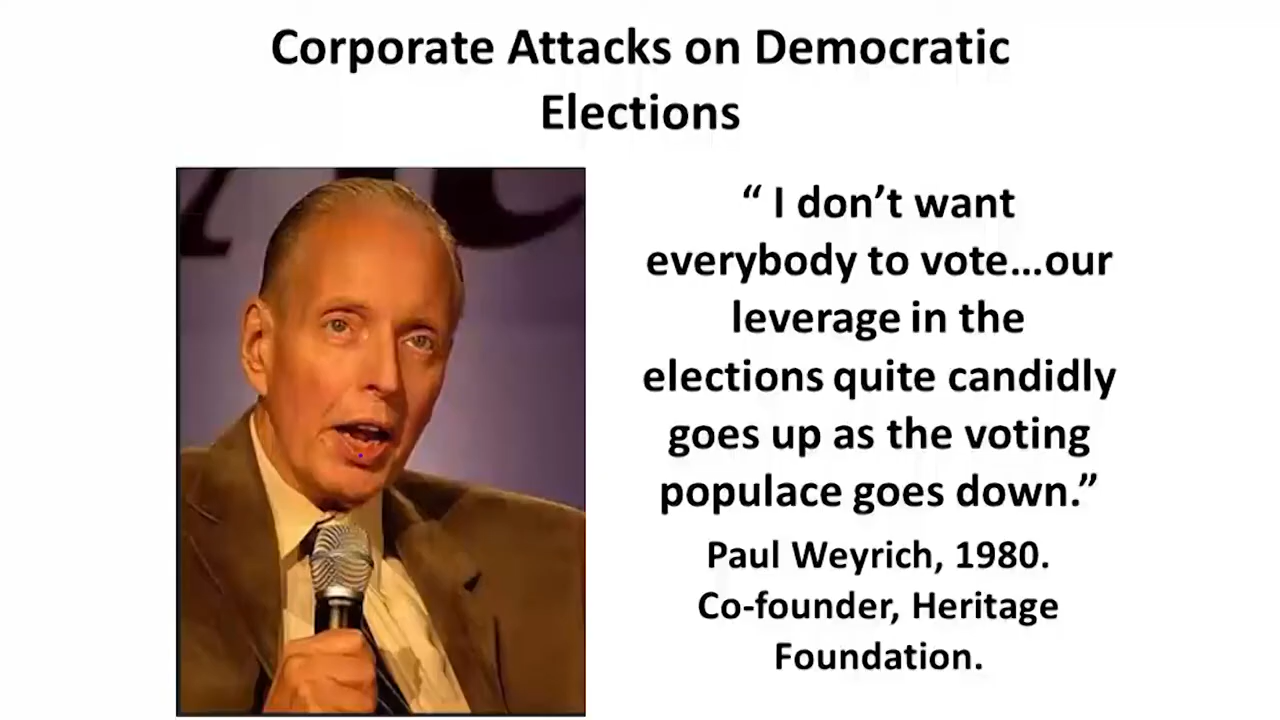 Corporate Attacks on Democratic
Elections
“ I don’t want
everybody to vote…our
leverage in the
elections quite candidly
goes up as the voting
populace goes down.”
Paul Weyrich, 1980.
Co-founder, Heritage
Foundation.